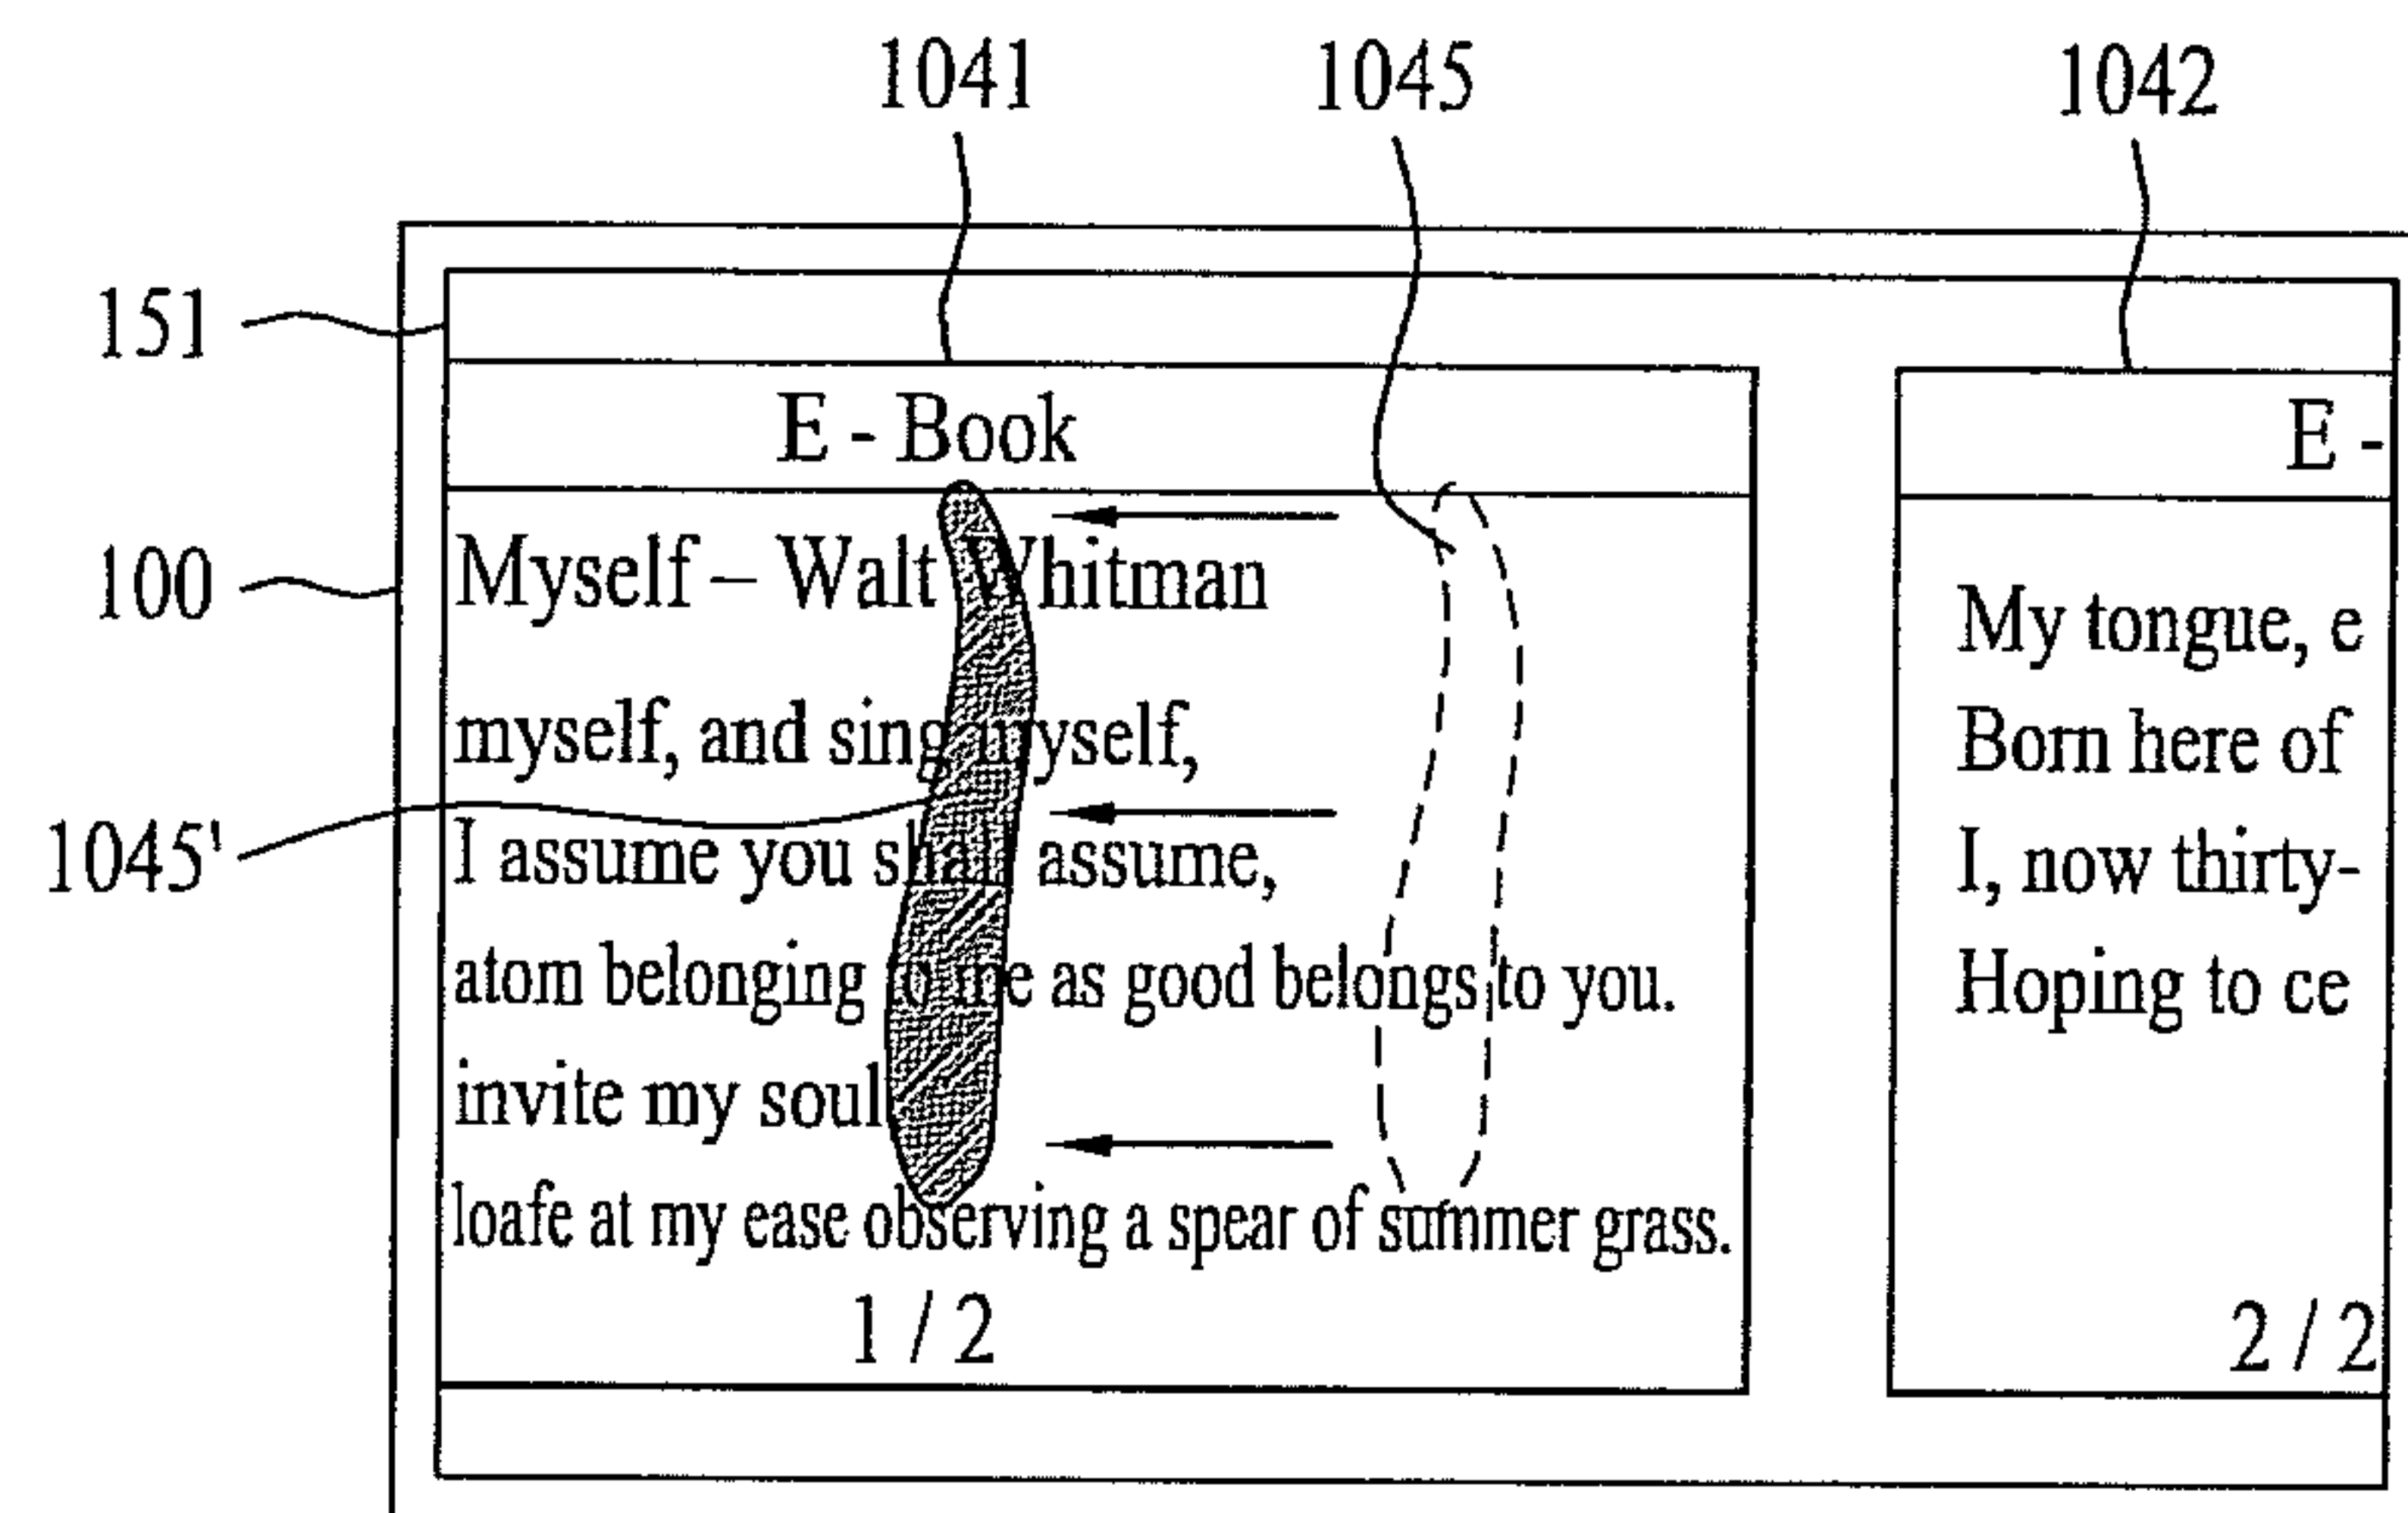 1041
1045
1042
151
100
1045'
E - Book
Myself – Walt Whitman
myself, and sing myself,
I assume you shall assume,
atom belonging to me as good belongs to you.
invite my soul
loafe at my ease observing a spear of summer grass.
1 / 2
E -
My tongue, e
Born here of
I, now thirty-
Hoping to ce
2 / 2